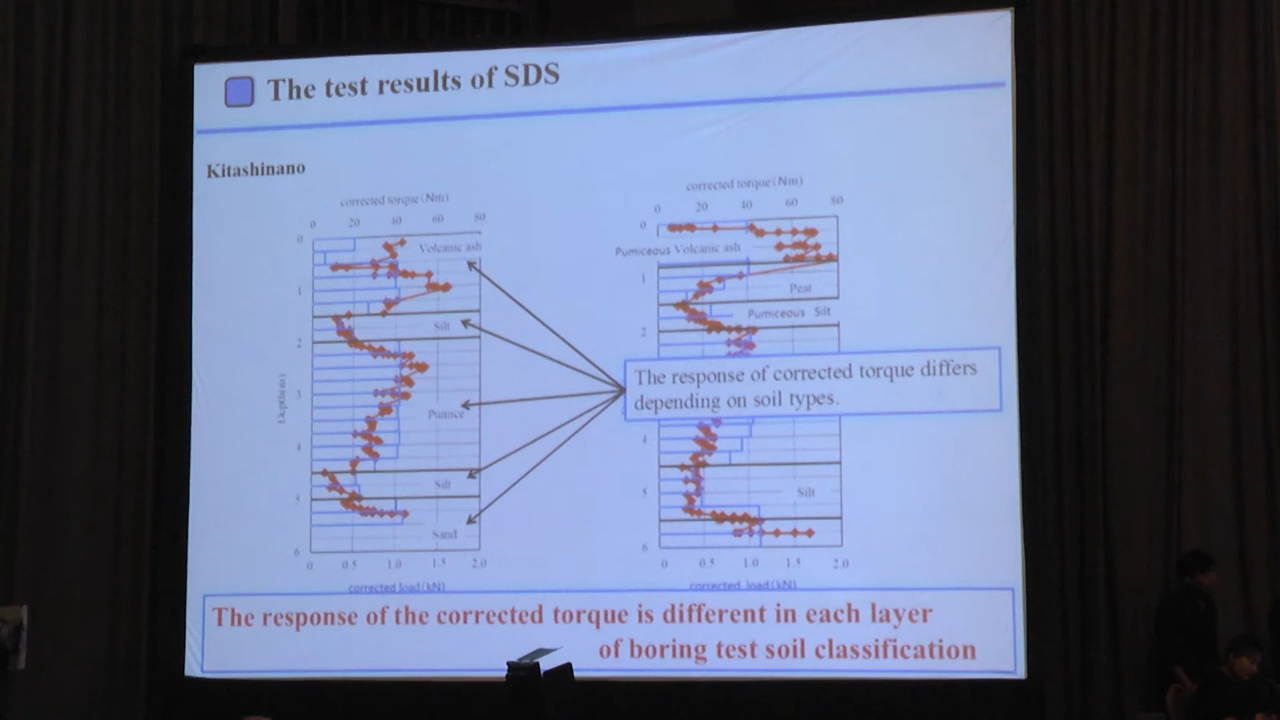 The test results of SDS
Kitashinano
corrected torque(Nm)
0 20 40 60 80
0
Volcanic ash
1
Silt
2
3
Pumice
4
Silt
5
Sand
6
Depth(m)
0 0.5 1.0 1.5 2.0
corrected load(kN)
corrected torque(Nm)
0 20 40 60 80
0
Pumiceous Volcanic ash
1
Peat
Pumiceous Silt
2
The response of corrected torque differs
depending on soil types.
4
5
Silt
6
0 0.5 1.0 1.5 2.0
corrected load(kN)
The response of the corrected torque is different in each layer
of boring test soil classification